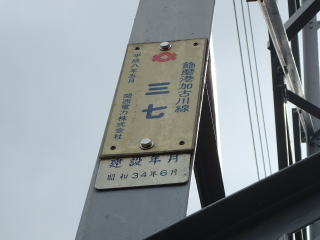 飾磨港加古川線
三七
平成八年五月
関西電力株式会社
建設年月
昭和34年6月